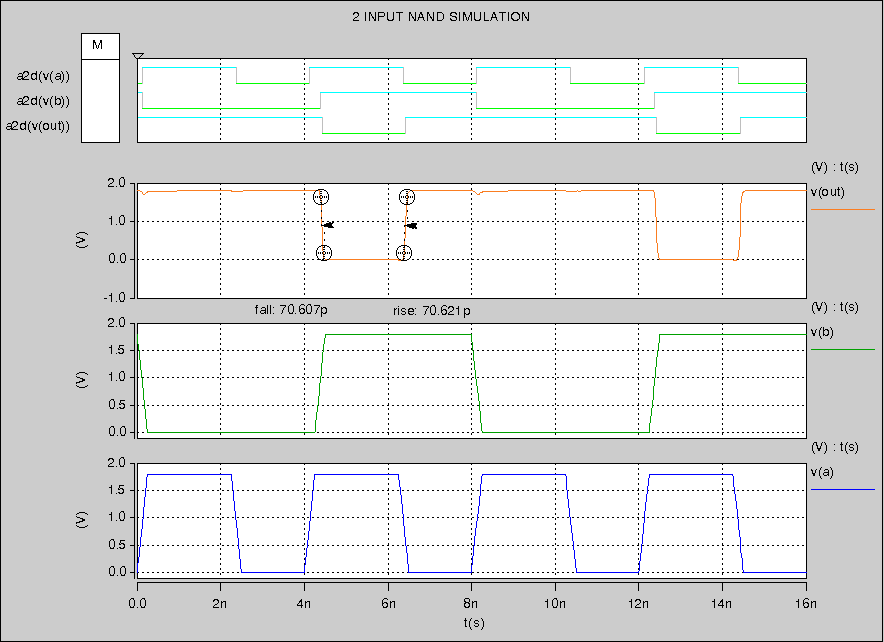 2 INPUT NAND SIMULATION
M
a2d(v(a))
a2d(v(b))
a2d(v(out))
(V) : t(s)
2.0
v(out)
1.0
(V)
0.0
-1.0
fall: 70.607p rise: 70.621p
(V) : t(s)
2.0
v(b)
1.5
1.0
(V)
0.5
0.0
(V) : t(s)
2.0
v(a)
1.5
1.0
(V)
0.5
0.0
0.0 2n 4n 6n 8n 10n 12n 14n 16n
t(s)